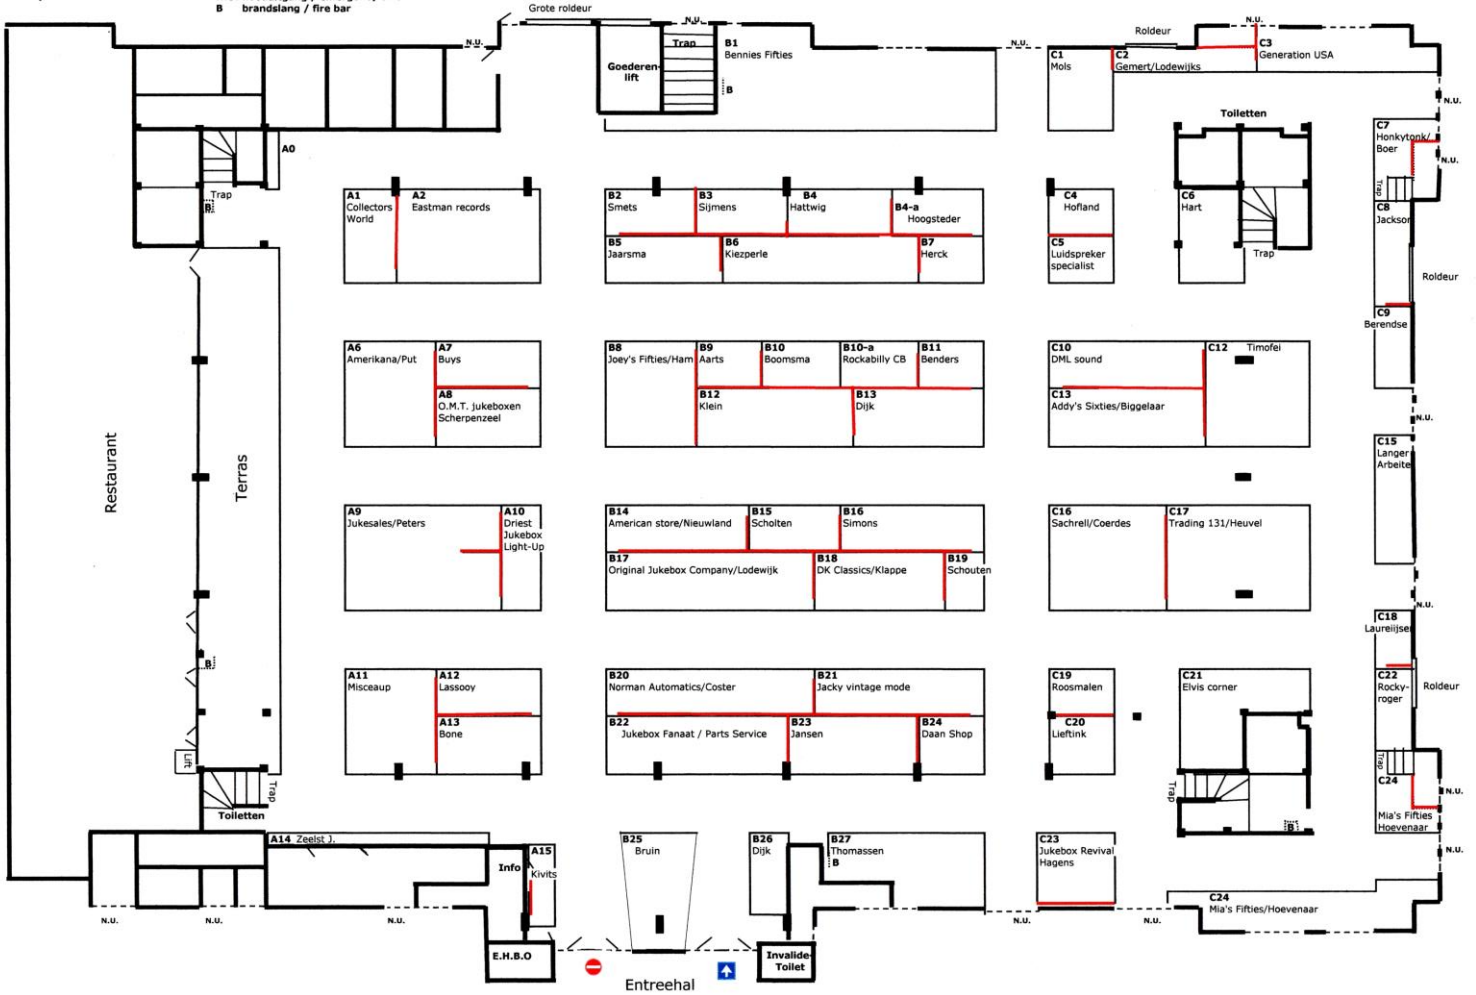 B brandslang / fire bar
Grote roldeur
N.U.
N.U.
N.U.
N.U.
Roldeur
Goederen-
lift
Trap
B1
Bennies Fifties
B
C1
Mols
C2
Gemert/Lodewijks
C3
Generation USA
N.U.
A0
Trap
B
Toiletten
C7
Honkytonk/
Boer
N.U.
Trap
A1
Collectors
World
A2
Eastman records
B2
Smets
B3
Sijmens
B4
Hattwig
B4-a
Hoogsteder
C4
Hofland
C6
Hart
C8
Jackson
B5
Jaarsma
B6
Kiezperle
B7
Herck
C5
Luidspreker
specialist
Trap
Roldeur
C9
Berendse
A6
Amerikana/Put
A7
Buys
B8
Joey's Fifties/Ham
B9
Aarts
B10
Boomsma
B10-a
Rockabilly CB
B11
Benders
C10
DML sound
C12 Timofei
A8
O.M.T. jukeboxen
Scherpenzeel
B12
Klein
B13
Dijk
C13
Addy's Sixties/Biggelaar
N.U.
Restaurant
Terras
C15
Langer
Arbeite
A9
Jukesales/Peters
A10
Driest
Jukebox
Light-Up
B14
American store/Nieuwland
B15
Scholten
B16
Simons
C16
Sachrell/Coerdes
C17
Trading 131/Heuvel
B17
Original Jukebox Company/Lodewijk
B18
DK Classics/Klappe
B19
Schouten
N.U.
C18
Laureiijsen
B
A11
Misceaup
A12
Lassooy
B20
Norman Automatics/Coster
B21
Jacky vintage mode
C19
Roosmalen
C21
Elvis corner
C22
Rocky-
roger
Roldeur
A13
Bone
B22
Jukebox Fanaat / Parts Service
B23
Jansen
B24
Daan Shop
C20
Lieftink
Lift
Trap
Toiletten
Trap
B
Trap
C24
Mia's Fifties
Hoevenaar
N.U.
A14 Zeelst J.
Info
A15
Kivits
B25
Bruin
B26
Dijk
B27
Thomassen
B
C23
Jukebox Revival
Hagens
N.U.
C24
Mia's Fifties/Hoevenaar
N.U.
N.U.
N.U.
N.U.
N.U.
E.H.B.O
Invalide-
Toilet
Entreehal